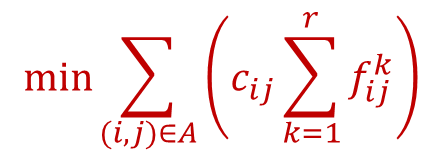 min ∑_{(i,j)∈A} ( c_{ij} ∑_{k=1}^{r} f_{ij}^{k} )